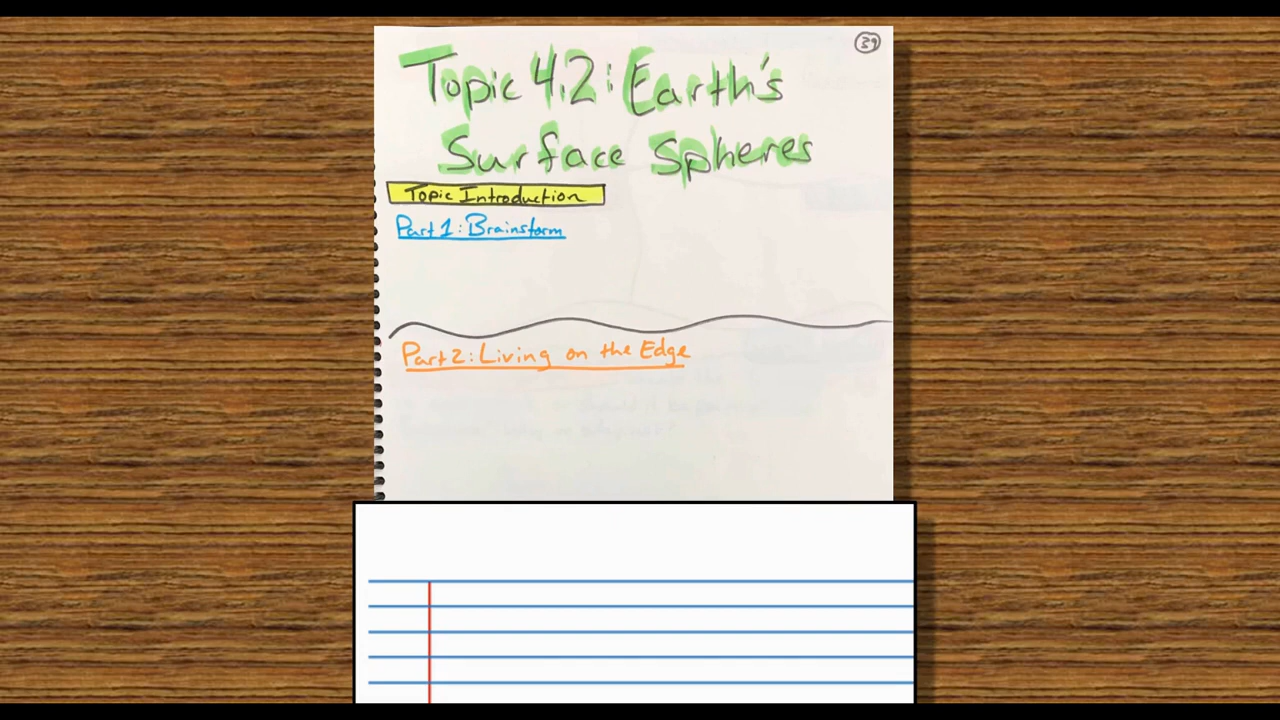 39
Topic 4.2: Earth's
Surface Spheres
Topic Introduction
Part 1: Brainstorm
Part 2: Living on the Edge